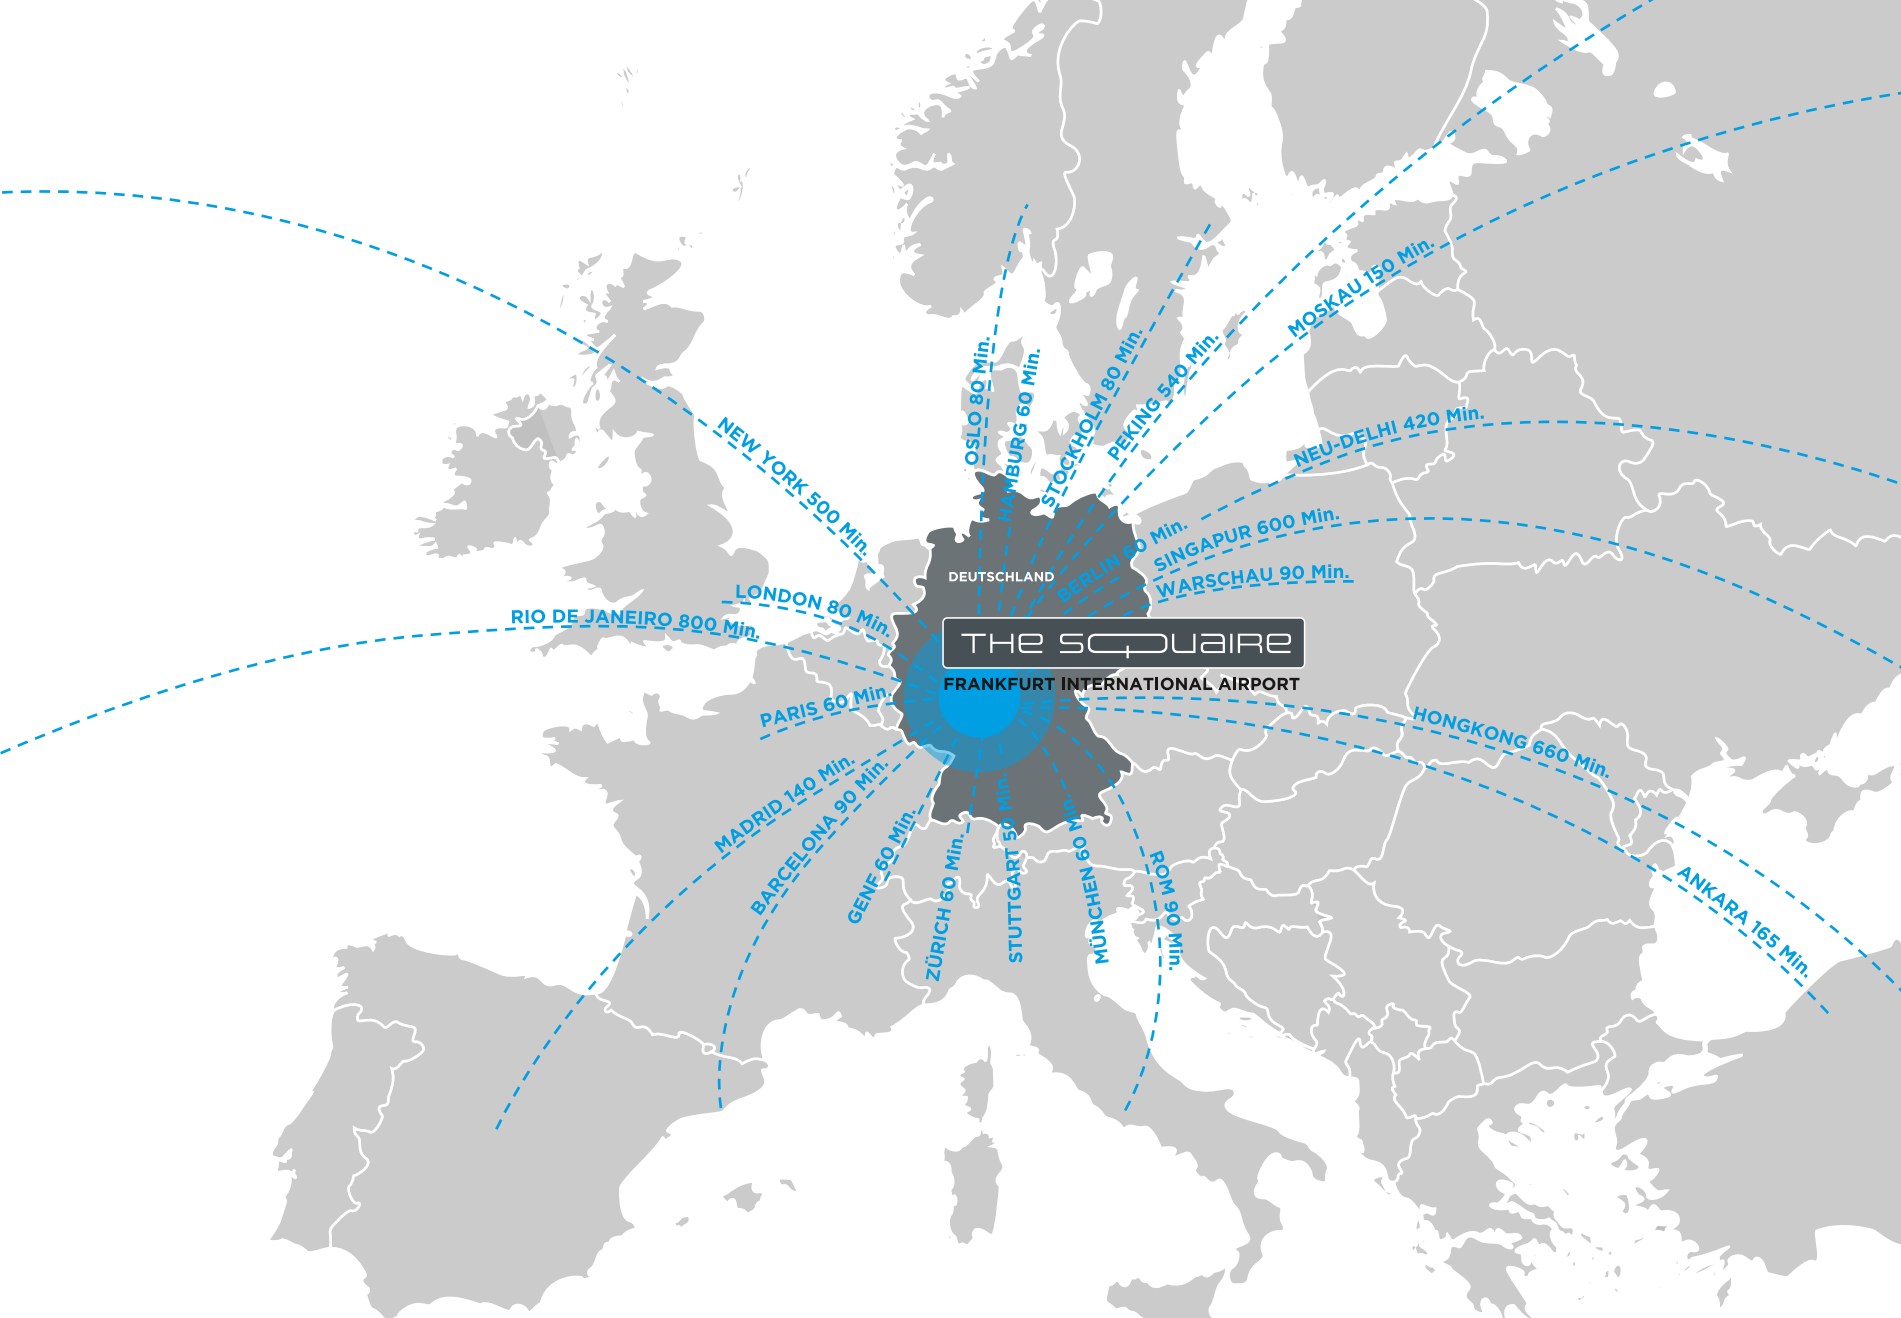 OSLO 80 Min.
HAMBURG 60 Min.
STOCKHOLM 80 Min.
PEKING 540 Min.
MOSKAU 150 Min.
NEU-DELHI 420 Min.
NEW YORK 500 Min.
BERLIN 60 Min.
SINGAPUR 600 Min.
WARSCHAU 90 Min.
DEUTSCHLAND
LONDON 80 Min.
RIO DE JANEIRO 800 Min.
THE SQUAIRE
FRANKFURT INTERNATIONAL AIRPORT
PARIS 60 Min.
HONGKONG 660 Min.
MADRID 140 Min.
BARCELONA 90 Min.
GENF 60 Min.
ZÜRICH 60 Min.
STUTTGART 50 Min.
MÜNCHEN 60 Min.
ROM 90 Min.
ANKARA 165 Min.